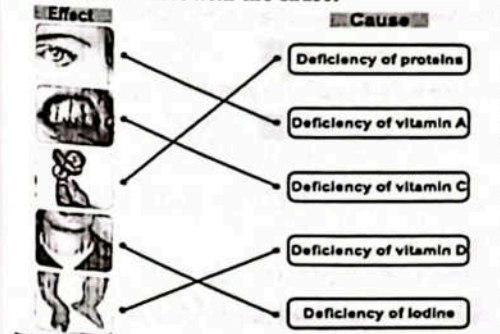 Effect
Cause
Deficiency of proteins
Deficiency of vitamin A
Deficiency of vitamin C
Deficiency of vitamin D
Deficiency of Iodine